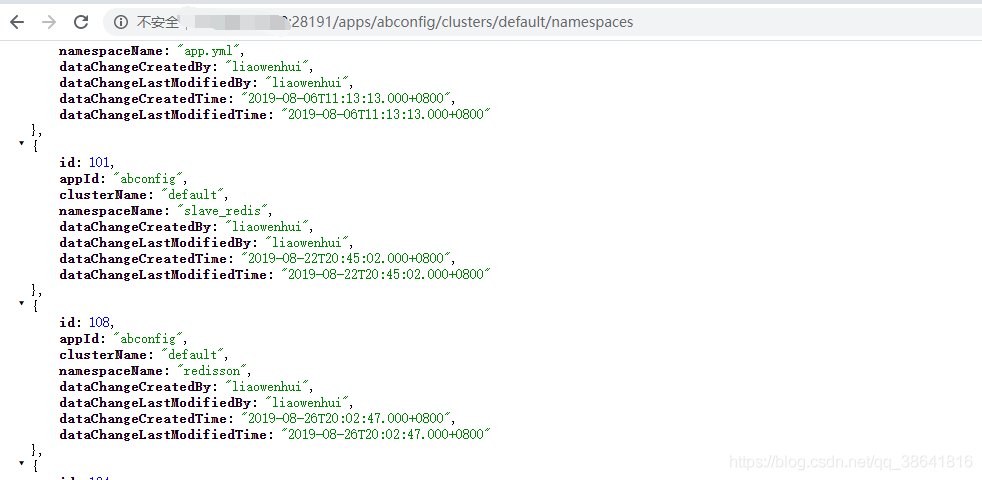 不安全
:28191/apps/abconfig/clusters/default/namespaces
namespaceName: "app.yml",
dataChangeCreatedBy: "liaowenhui",
dataChangeLastModifiedBy: "liaowenhui",
dataChangeCreatedTime: "2019-08-06T11:13:13.000+0800",
dataChangeLastModifiedTime: "2019-08-06T11:13:13.000+0800"
},
{
id: 101,
appId: "abconfig",
clusterName: "default",
namespaceName: "slave_redis",
dataChangeCreatedBy: "liaowenhui",
dataChangeLastModifiedBy: "liaowenhui",
dataChangeCreatedTime: "2019-08-22T20:45:02.000+0800",
dataChangeLastModifiedTime: "2019-08-22T20:45:02.000+0800"
},
{
id: 108,
appId: "abconfig",
clusterName: "default",
namespaceName: "redisson",
dataChangeCreatedBy: "liaowenhui",
dataChangeLastModifiedBy: "liaowenhui",
dataChangeCreatedTime: "2019-08-26T20:02:47.000+0800",
dataChangeLastModifiedTime: "2019-08-26T20:02:47.000+0800"
},
{
https://blog.csdn.net/qq_38641816